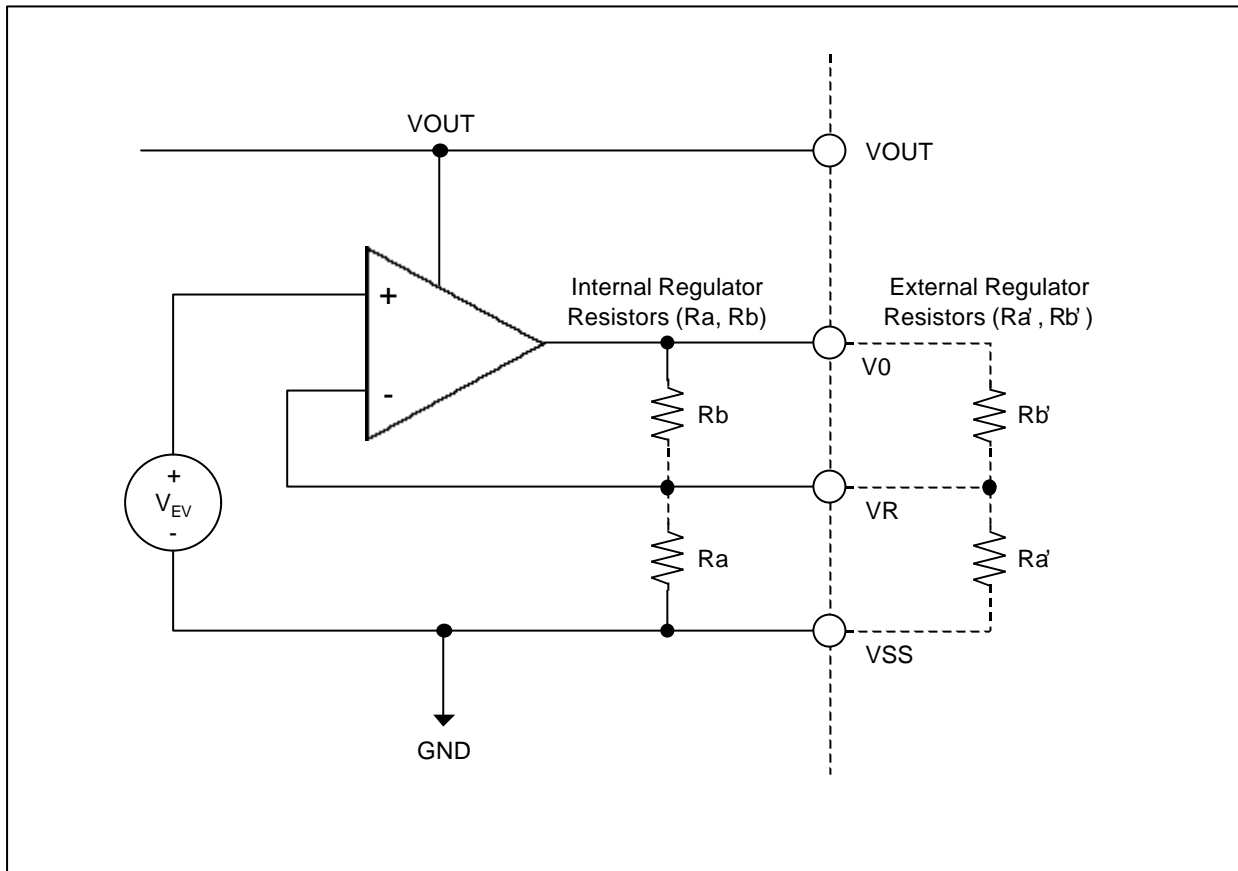 VOUT
VOUT
Internal Regulator
Resistors (Ra, Rb)
External Regulator
Resistors (Ra', Rb')
+
-
V0
Rb
Rb'
+
VEV
-
VR
Ra
Ra'
VSS
GND